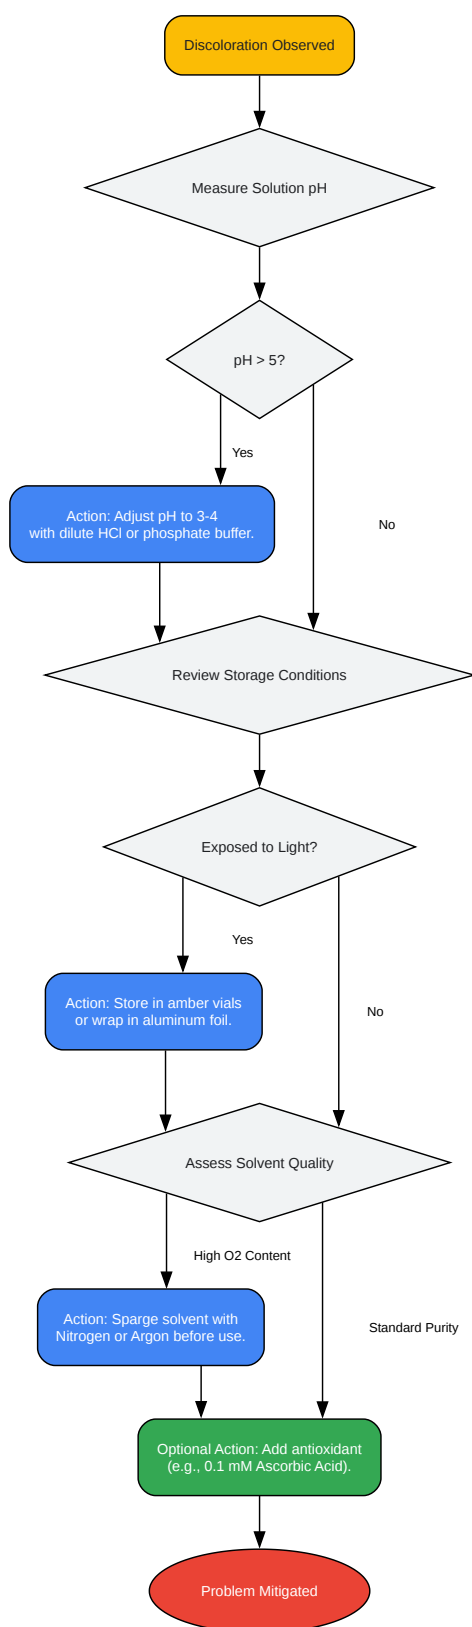 Discoloration Observed
Measure Solution pH
pH > 5?
Yes
Action: Adjust pH to 3-4
with dilute HCl or phosphate buffer.
No
Review Storage Conditions
Exposed to Light?
Yes
Action: Store in amber vials
or wrap in aluminum foil.
No
Assess Solvent Quality
High O2 Content
Action: Sparge solvent with
Nitrogen or Argon before use.
Standard Purity
Optional Action: Add antioxidant
(e.g., 0.1 mM Ascorbic Acid).
Problem Mitigated